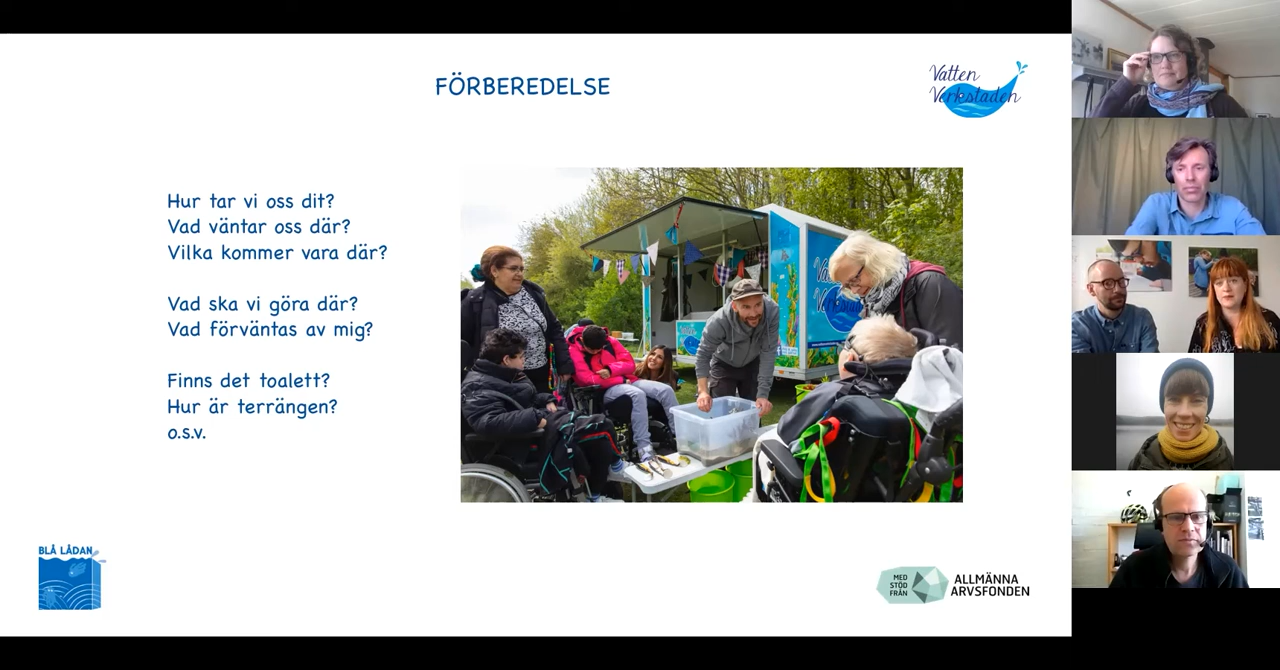 FÖRBEREDELSE
Vatten
Verkstaden
Hur tar vi oss dit?
Vad väntar oss där?
Vilka kommer vara där?
Vad ska vi göra där?
Vad förväntas av mig?
Finns det toalett?
Hur är terrängen?
o.s.v.
BLÅ LÅDAN
MED
STÖD
FRÅN
ALLMÄNNA
ARVSFONDEN